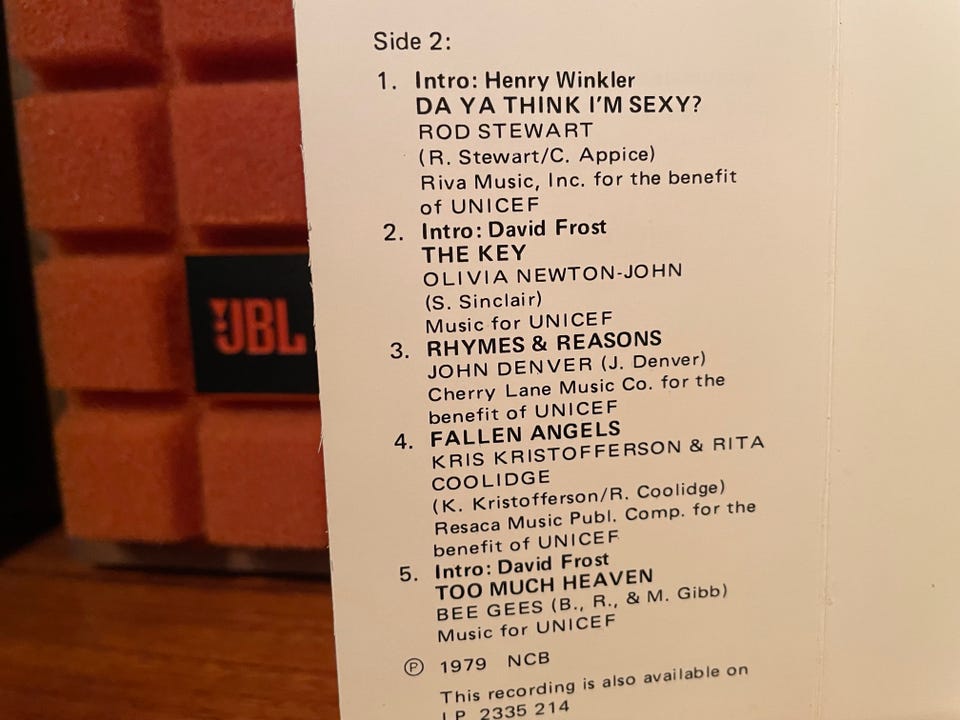 JBL
Side 2:
1. Intro: Henry Winkler
DA YA THINK I'M SEXY?
ROD STEWART
(R. Stewart/C. Appice)
Riva Music, Inc. for the benefit
of UNICEF
2. Intro: David Frost
THE KEY
OLIVIA NEWTON-JOHN
(S. Sinclair)
Music for UNICEF
3. RHYMES & REASONS
JOHN DENVER (J. Denver)
Cherry Lane Music Co. for the
benefit of UNICEF
4. FALLEN ANGELS
KRIS KRISTOFFERSON & RITA
COOLIDGE
(K. Kristofferson/R. Coolidge)
Resaca Music Publ. Comp. for the
benefit of UNICEF
5. Intro: David Frost
TOO MUCH HEAVEN
BEE GEES (B., R., & M. Gibb)
Music for UNICEF
Ⓟ 1979 NCB
This recording is also available on
LP 2335 214